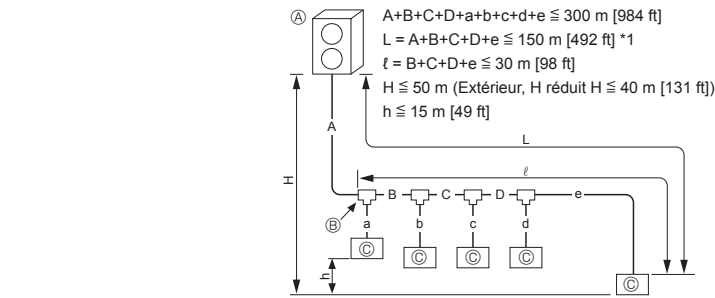 Ⓐ
A+B+C+D+a+b+c+d+e ≦ 300 m [984 ft]
L = A+B+C+D+e ≦ 150 m [492 ft] *1
ℓ = B+C+D+e ≦ 30 m [98 ft]
H ≦ 50 m (Extérieur, H réduit H ≦ 40 m [131 ft])
h ≦ 15 m [49 ft]
A
L
H
ℓ
B C D e
Ⓑ
a b c d
Ⓒ
Ⓒ Ⓒ Ⓒ
h
Ⓒ